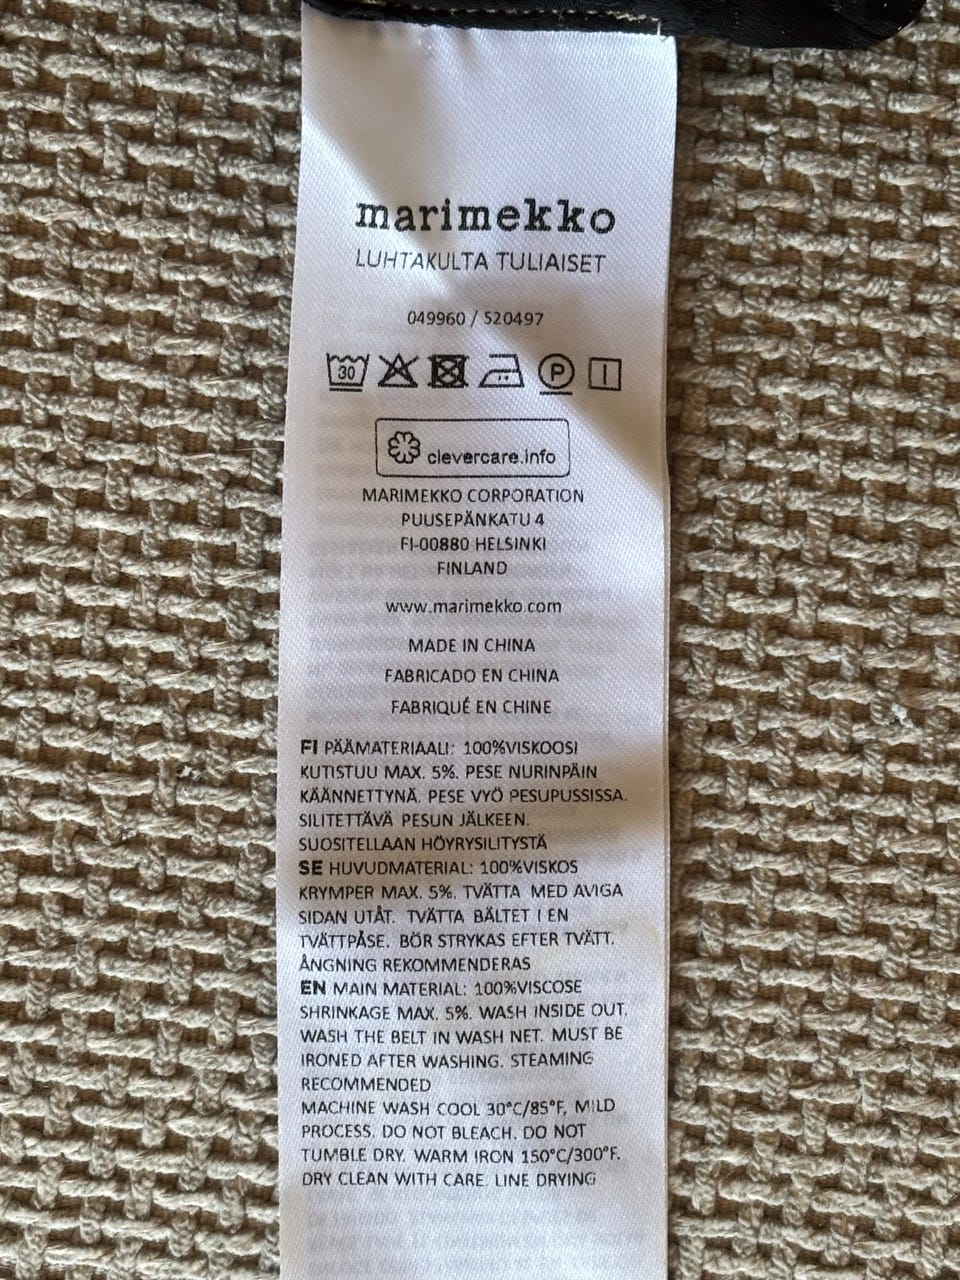 marimekko
LUHTAKULTA TULIAISET
049960 / 520497
30 P
clevercare.info
MARIMEKKO CORPORATION
PUUSEPÄNKATU 4
FI-00880 HELSINKI
FINLAND
www.marimekko.com
MADE IN CHINA
FABRICADO EN CHINA
FABRIQUÉ EN CHINE
FI PÄÄMATERIAALI: 100%VISKOOSI
KUTISTUU MAX. 5%. PESE NURINPÄIN
KÄÄNNETTYNÄ. PESE VYÖ PESUPUSSISSA.
SILITETTÄVÄ PESUN JÄLKEEN.
SUOSITELLAAN HÖYRYSILITYSTÄ
SE HUVUDMATERIAL: 100%VISKOS
KRYMPER MAX. 5%. TVÄTTA MED AVIGA
SIDAN UTÅT. TVÄTTA BÄLTET I EN
TVÄTTPÅSE. BÖR STRYKAS EFTER TVÄTT.
ÅNGNING REKOMMENDERAS
EN MAIN MATERIAL: 100%VISCOSE
SHRINKAGE MAX. 5%. WASH INSIDE OUT.
WASH THE BELT IN WASH NET. MUST BE
IRONED AFTER WASHING. STEAMING
RECOMMENDED
MACHINE WASH COOL 30°C/85°F, MILD
PROCESS. DO NOT BLEACH. DO NOT
TUMBLE DRY. WARM IRON 150°C/300°F.
DRY CLEAN WITH CARE. LINE DRYING